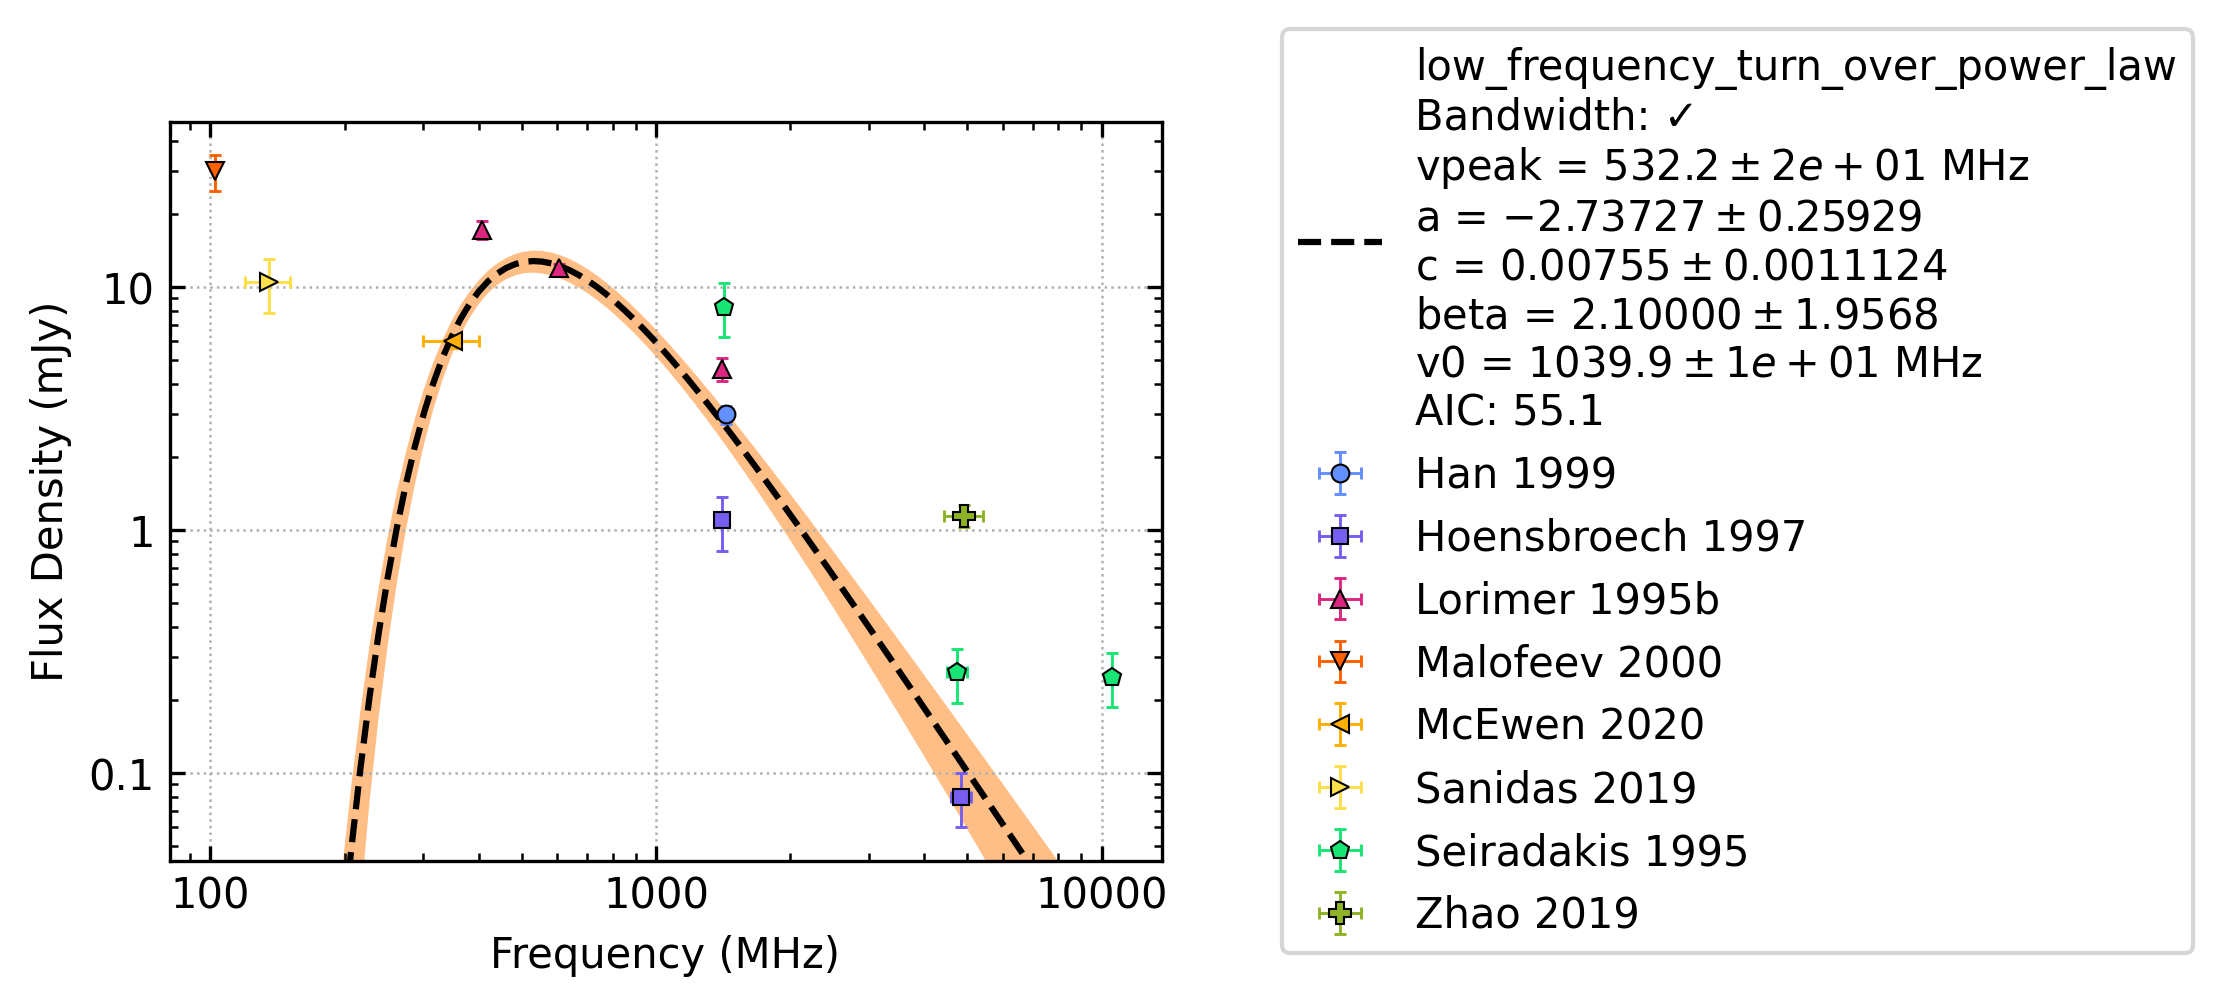 low_frequency_turn_over_power_law
Bandwidth: ✓
vpeak = 532.2 ± 2e + 01 MHz
a = −2.73727 ± 0.25929
c = 0.00755 ± 0.0011124
beta = 2.10000 ± 1.9568
v0 = 1039.9 ± 1e + 01 MHz
AIC: 55.1
Han 1999
Hoensbroech 1997
Lorimer 1995b
Malofeev 2000
McEwen 2020
Sanidas 2019
Seiradakis 1995
Zhao 2019
Flux Density (mJy)
10
1
0.1
100
1000
10000
Frequency (MHz)